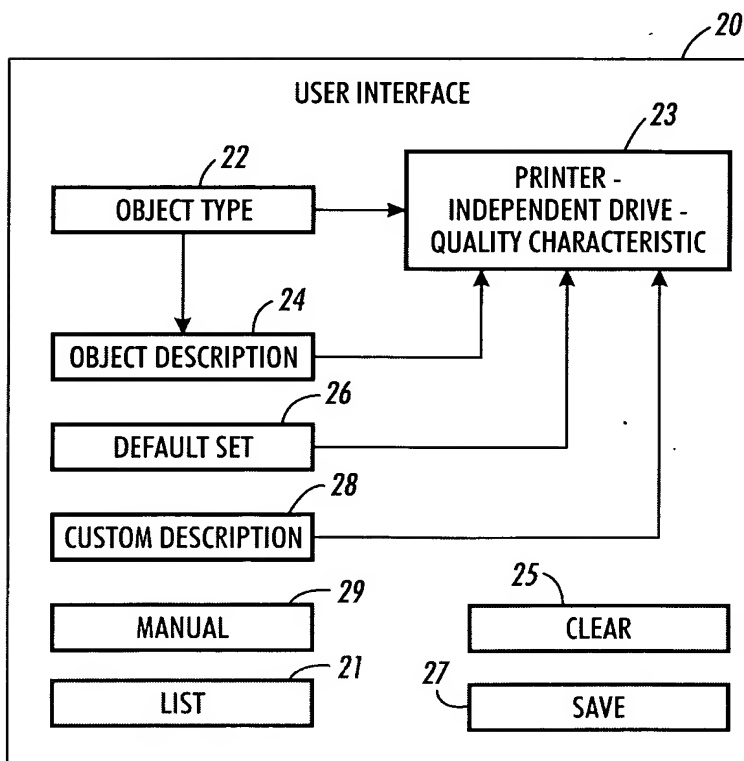 20
USER INTERFACE
23
22
PRINTER -
INDEPENDENT DRIVE -
QUALITY CHARACTERISTIC
OBJECT TYPE
24
OBJECT DESCRIPTION
26
DEFAULT SET
28
CUSTOM DESCRIPTION
29
25
MANUAL
CLEAR
21
27
LIST
SAVE